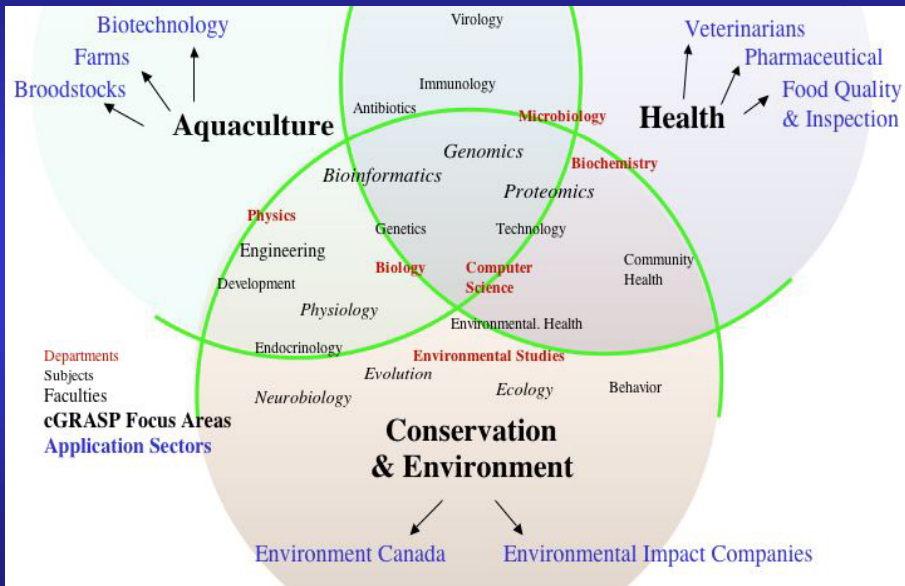 Virology
Biotechnology
Veterinarians
Farms
Pharmaceutical
Broodstocks
Immunology
Food Quality
& Inspection
Antibiotics
Aquaculture
Microbiology
Health
Genomics
Biochemistry
Bioinformatics
Proteomics
Physics
Genetics
Technology
Engineering
Community
Health
Biology
Computer
Science
Development
Physiology
Environmental. Health
Endocrinology
Environmental Studies
Departments
Subjects
Faculties
cGRASP Focus Areas
Application Sectors
Evolution
Neurobiology
Ecology
Behavior
Conservation
& Environment
Environment Canada
Environmental Impact Companies